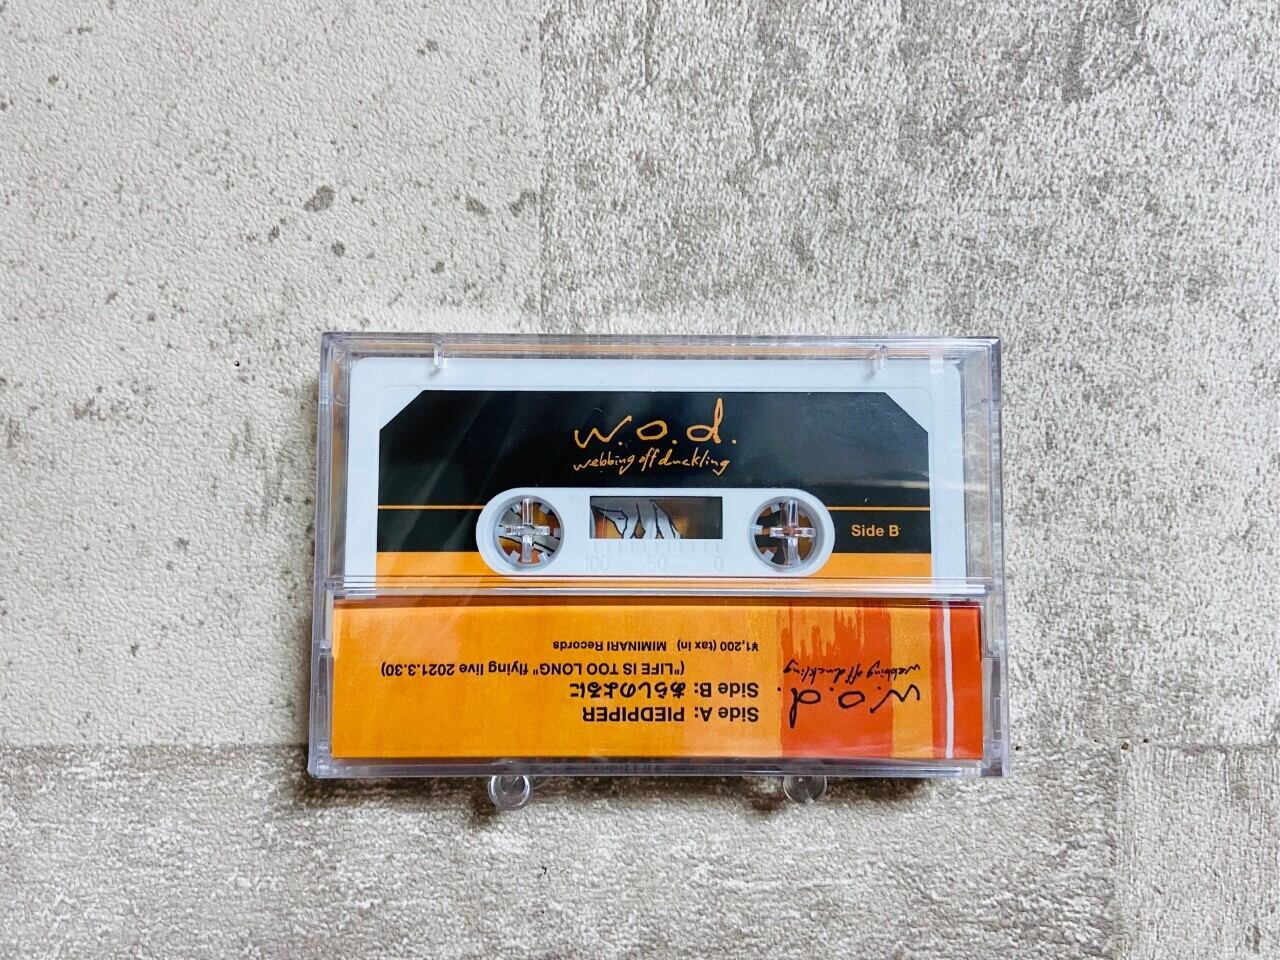 w.o.d.
webbing off duckling
Side B
100 50 0
w.o.d.
webbing off duckling
Side A: PIEDPIPER
Side B: あらしのよるに
("LIFE IS TOO LONG" flying live 2021.3.30)
¥1,200 (tax in) MIMINARI Records